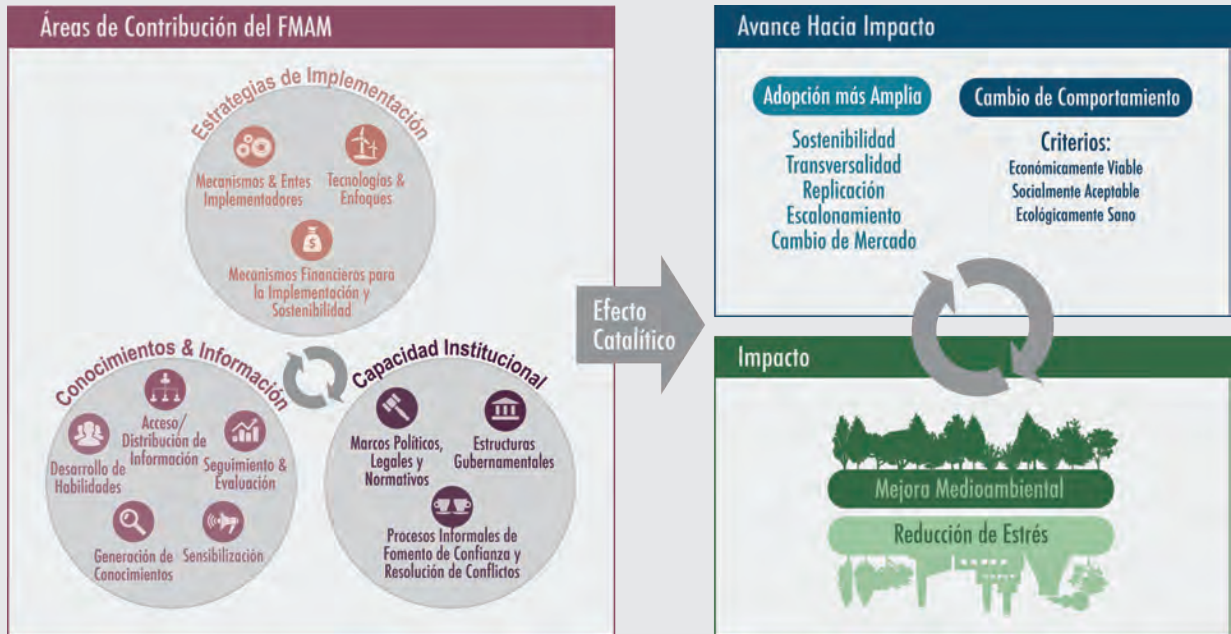 Áreas de Contribución del FMAM
Estrategias de Implementación
Mecanismos & Entes
Implementadores
Tecnologías &
Enfoques
Mecanismos Financieros para
la Implementación y
Sostenibilidad
Conocimientos & Información
Acceso/
Distribución de
Información
Desarrollo de
Habilidades
Seguimiento &
Evaluación
Generación de
Conocimientos
Sensibilización
Capacidad Institucional
Marcos Políticos,
Legales y
Normativos
Estructuras
Gubernamentales
Procesos Informales de
Fomento de Confianza y
Resolución de Conflictos
Efecto
Catalítico
Avance Hacia Impacto
Adopción más Amplia
Sostenibilidad
Transversalidad
Replicación
Escalonamiento
Cambio de Mercado
Cambio de Comportamiento
Criterios:
Económicamente Viable
Socialmente Aceptable
Ecológicamente Sano
Impacto
Mejora Medioambiental
Reducción de Estrés